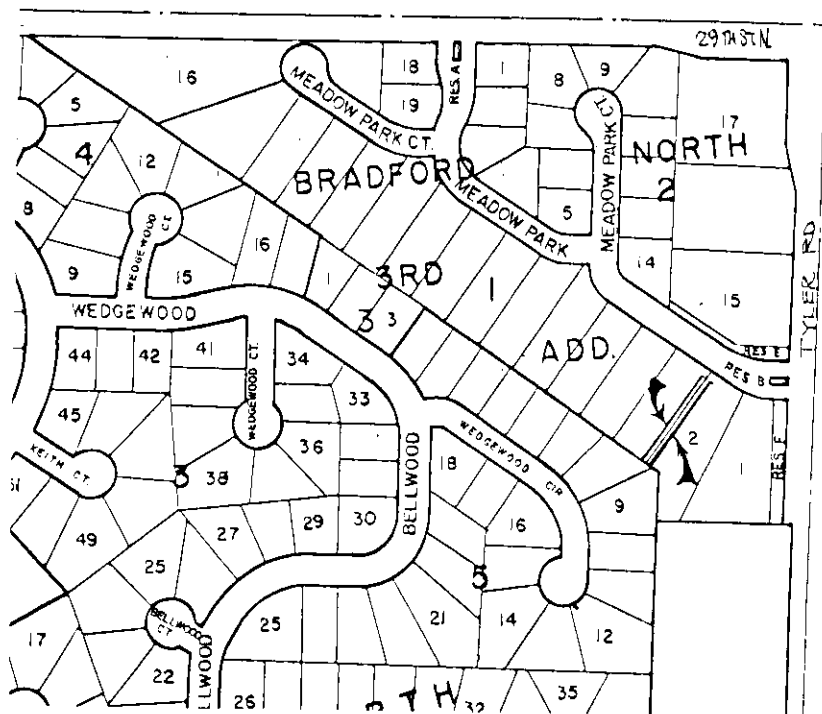 29TH ST N.
16
18
RES. A
1
8
9
17
19
5
MEADOW PARK CT.
MEADOW PARK CT.
NORTH
4
12
BRADFORD
2
MEADOW PARK
8
WEDGEWOOD CT.
5
16
TYLER RD
9
15
1
3RD
1
14
15
WEDGEWOOD
3
3
ADD.
RES. E
44
42
41
34
RES B
WEDGEWOOD CT.
33
45
36
BELLWOOD
WEDGEWOOD CIR
2
1
RES. F
KEITH CT.
3
38
18
9
49
27
29
30
16
25
5
BELLWOOD CT.
25
21
14
12
17
22
BELLWOOD
26
RTH
32
35